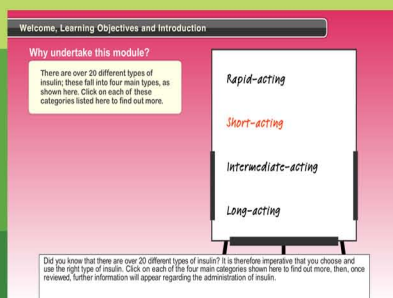 Welcome, Learning Objectives and Introduction
Why undertake this module?
There are over 20 different types of
insulin; these fall into four main types, as
shown here. Click on each of these
categories listed here to find out more.
Rapid-acting
Short-acting
Intermediate-acting
Long-acting
Did you know that there are over 20 different types of insulin? It is therefore imperative that you choose and
use the right type of insulin. Click on each of the four main categories shown here to find out more, then, once
reviewed, further information will appear regarding the administration of insulin.